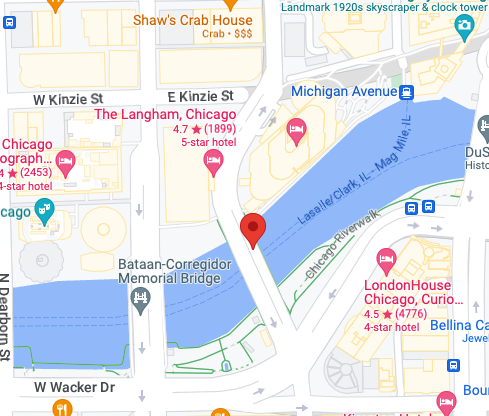 Shaw's Crab House
Crab • $$$
Landmark 1920s skyscraper & clock tower
W Kinzie St
E Kinzie St
Michigan Avenue
The Langham, Chicago
4.7 ★ (1899)
5-star hotel
Chicago
ograph...
4 ★ (2453)
4-star hotel
cago
Lasalle/Clark, IL - Mag Mile, IL
DuS
Histo
Chicago Riverwalk
Bataan-Corregidor
Memorial Bridge
N Dearborn St
LondonHouse
Chicago, Curio...
4.5 ★ (4776)
4-star hotel
Bellina Ca
Jewel
W Wacker Dr
Bour